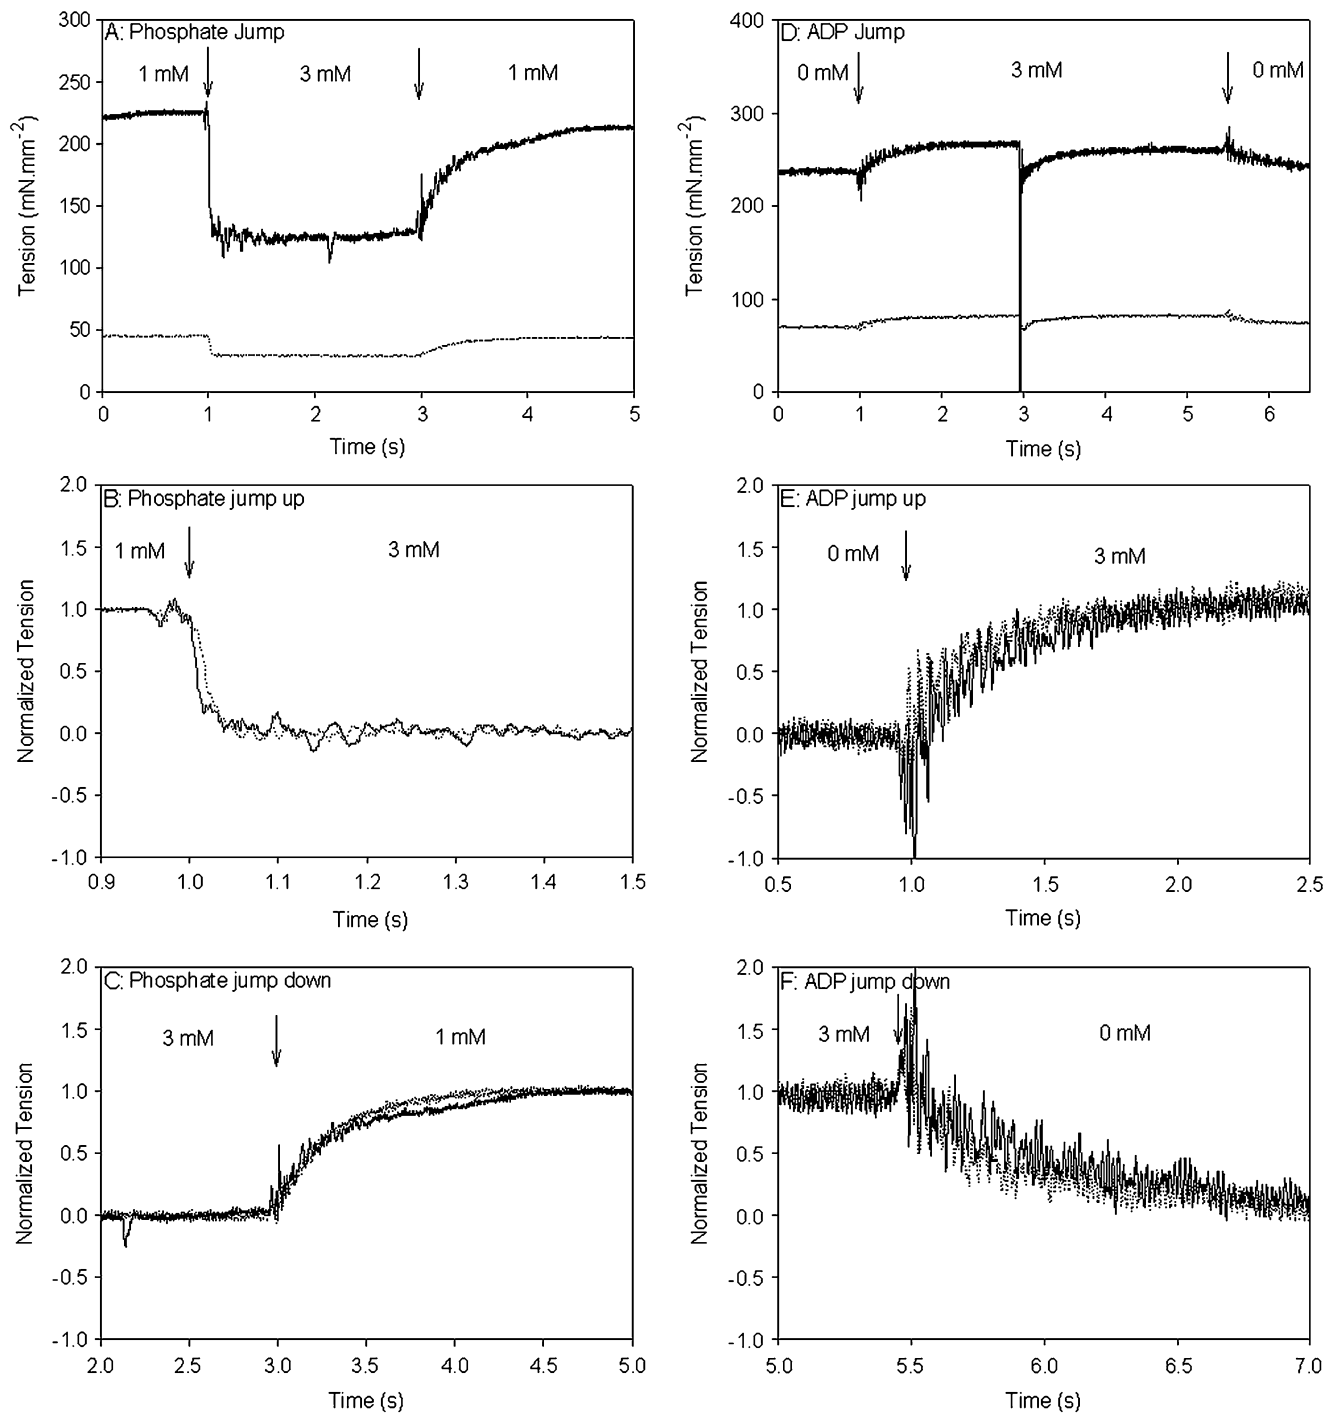 A: Phosphate Jump
1 mM
3 mM
1 mM
300
250
200
150
100
50
0
Tension (mN.mm-2)
0
1
2
3
4
5
Time (s)
D: ADP Jump
0 mM
3 mM
0 mM
400
300
200
100
0
Tension (mN.mm-2)
0
1
2
3
4
5
6
Time (s)
B: Phosphate jump up
1 mM
3 mM
2.0
1.5
1.0
0.5
0.0
-0.5
-1.0
Normalized Tension
0.9
1.0
1.1
1.2
1.3
1.4
1.5
Time (s)
E: ADP jump up
0 mM
3 mM
2.0
1.5
1.0
0.5
0.0
-0.5
-1.0
Normalized Tension
0.5
1.0
1.5
2.0
2.5
Time (s)
C: Phosphate jump down
3 mM
1 mM
2.0
1.5
1.0
0.5
0.0
-0.5
-1.0
Normalized Tension
2.0
2.5
3.0
3.5
4.0
4.5
5.0
Time (s)
F: ADP jump down
3 mM
0 mM
2.0
1.5
1.0
0.5
0.0
-0.5
-1.0
Normalized Tension
5.0
5.5
6.0
6.5
7.0
Time (s)